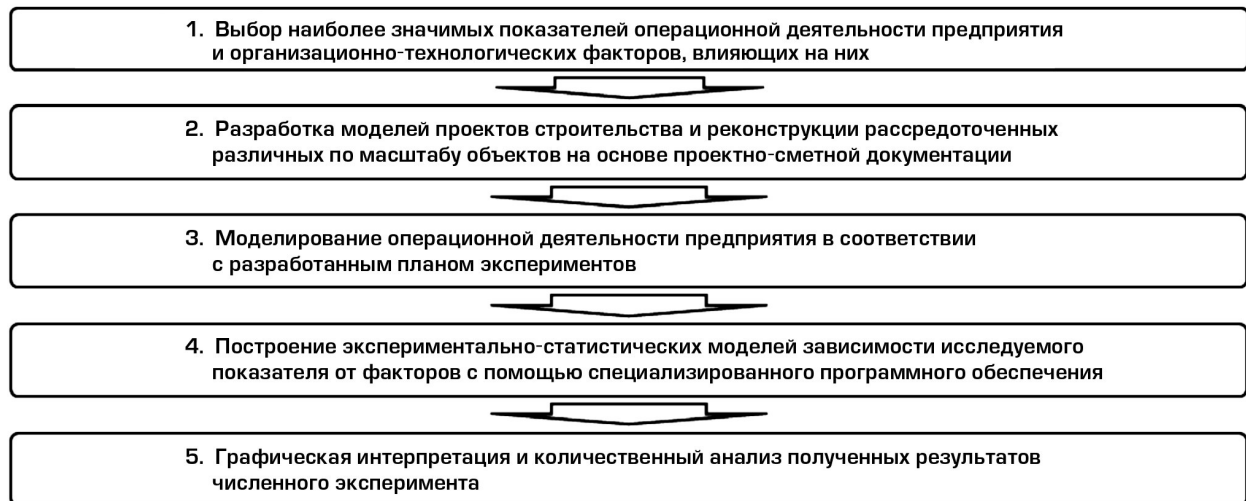 1. Выбор наиболее значимых показателей операционной деятельности предприятия
и организационно-технологических факторов, влияющих на них
2. Разработка моделей проектов строительства и реконструкции рассредоточенных
различных по масштабу объектов на основе проектно-сметной документации
3. Моделирование операционной деятельности предприятия в соответствии
с разработанным планом экспериментов
4. Построение экспериментально-статистических моделей зависимости исследуемого
показателя от факторов с помощью специализированного программного обеспечения
5. Графическая интерпретация и количественный анализ полученных результатов
численного эксперимента